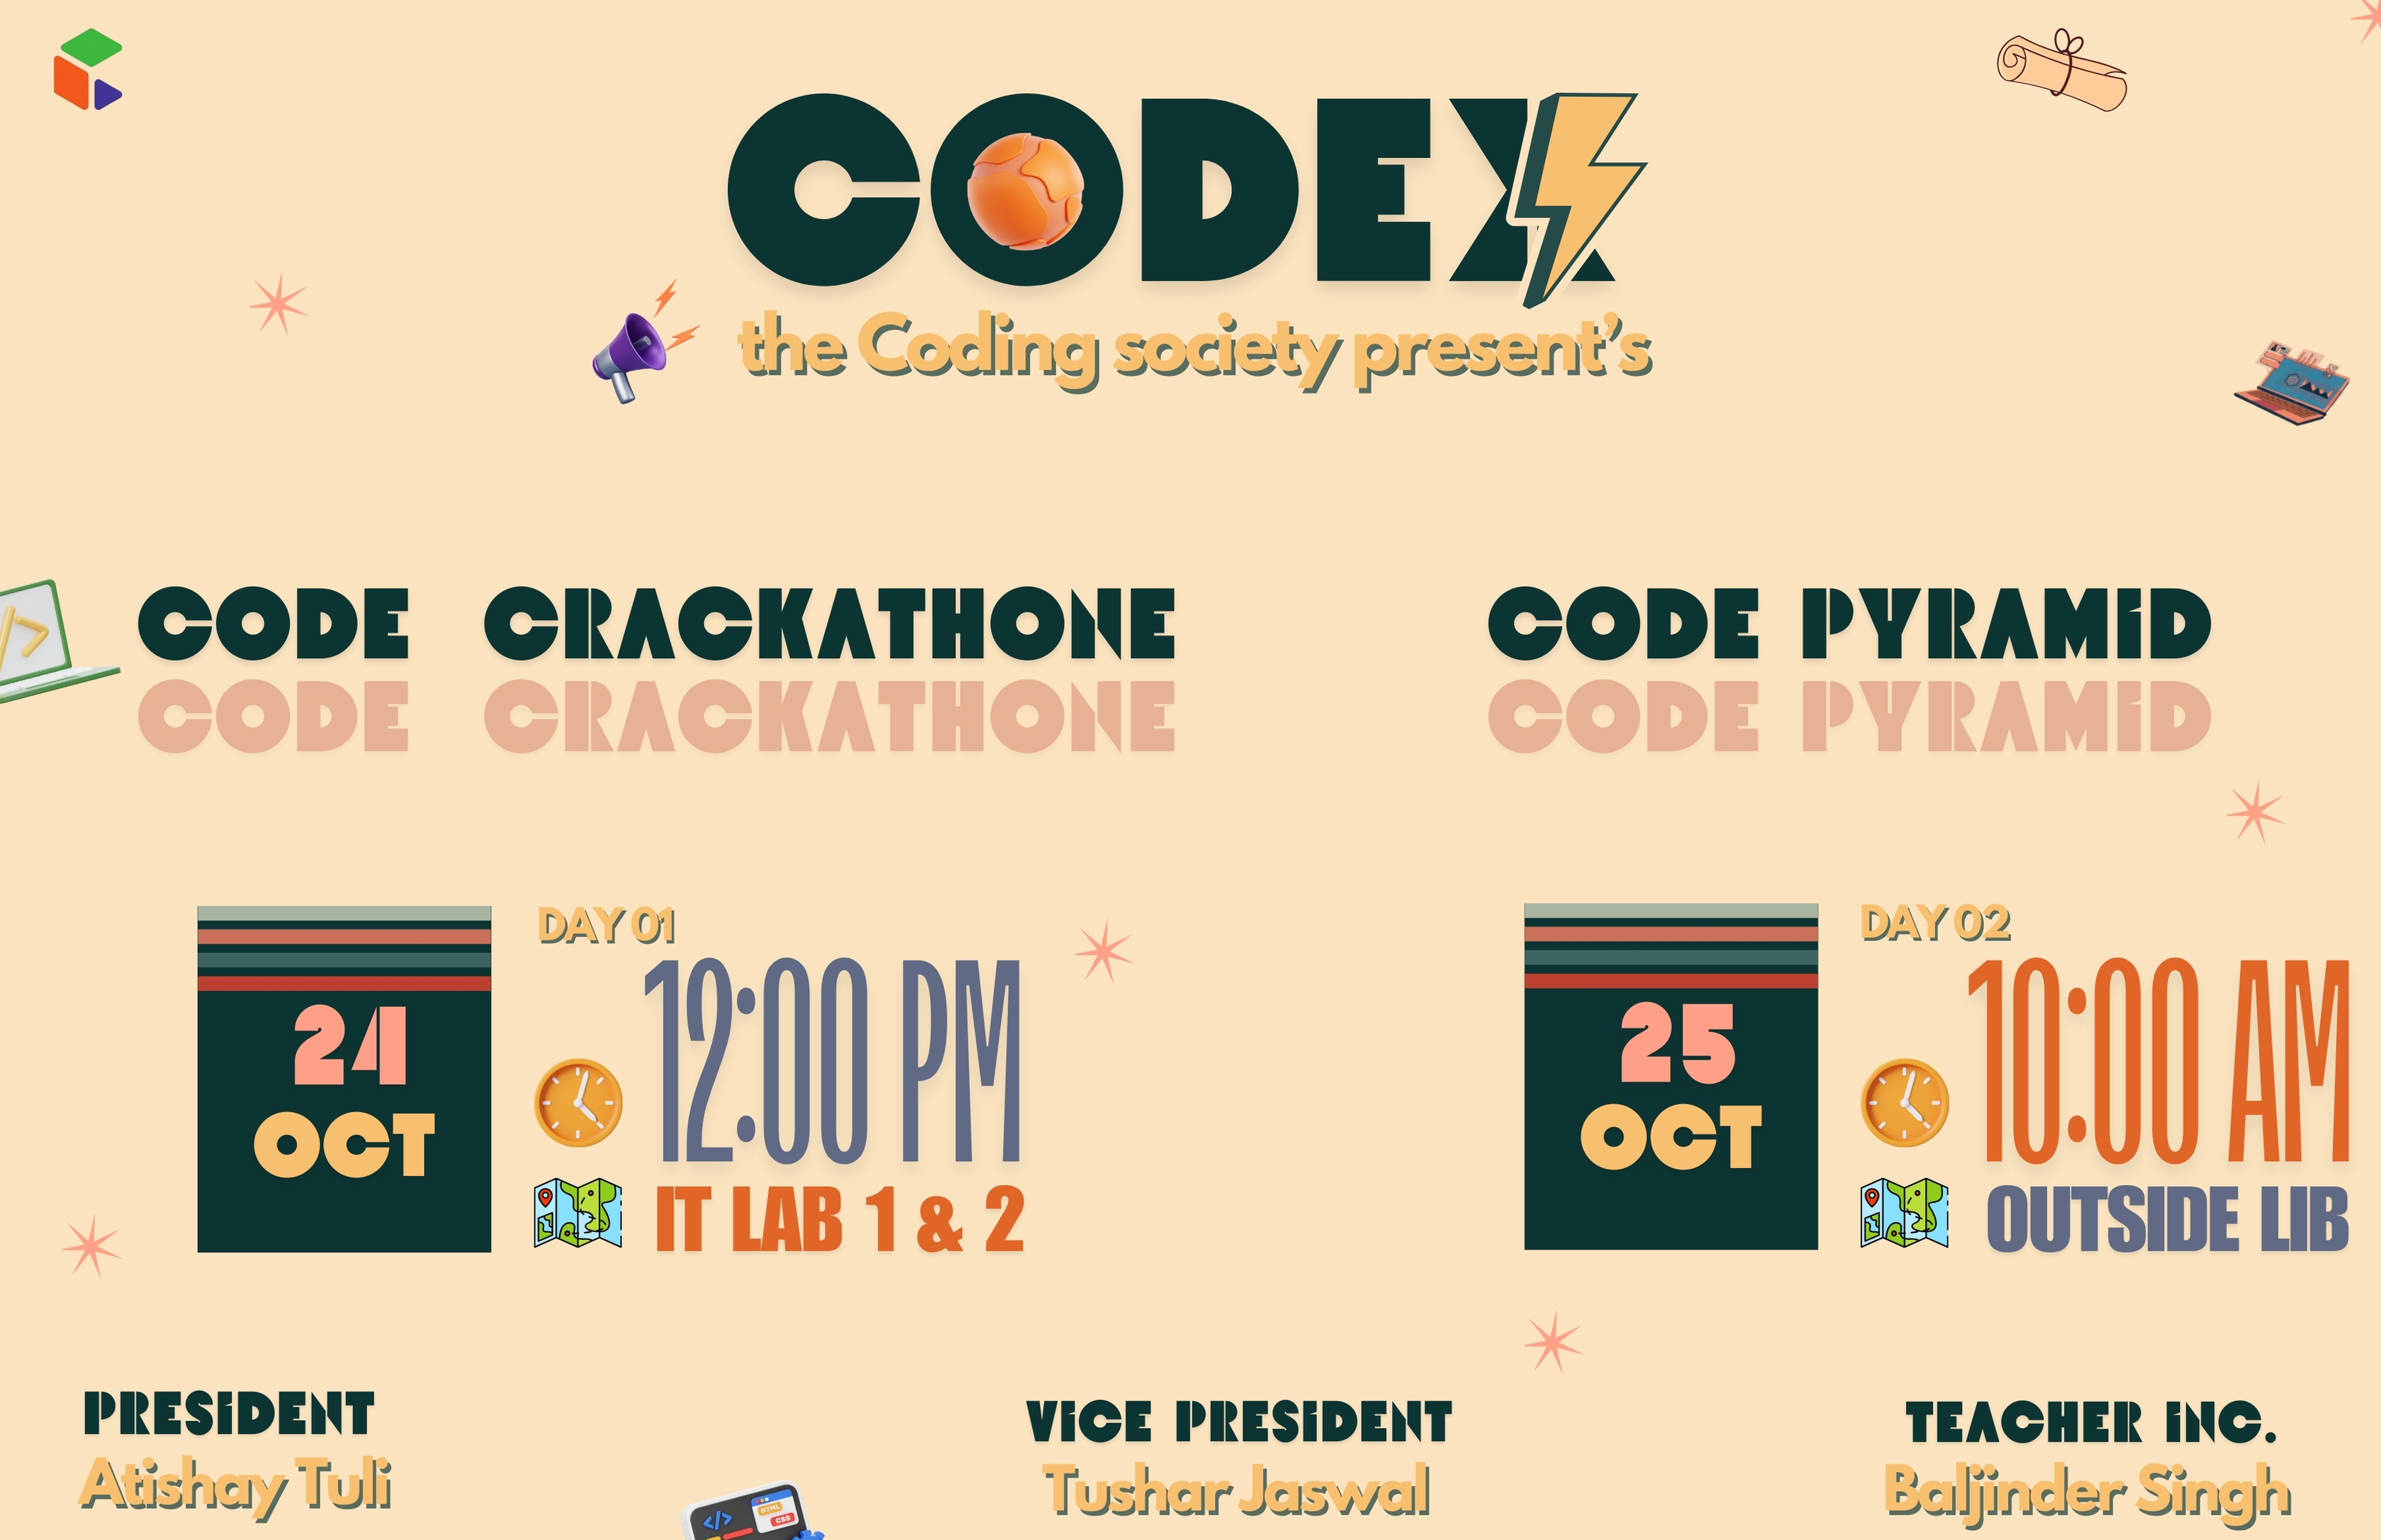 CODEX
the Coding society present's
CODE CRACKATHONE
CODE CRACKATHONE
CODE PYRAMID
CODE PYRAMID
24
OCT
DAY 01
12:00 PM
IT LAB 1 & 2
25
OCT
DAY 02
10:00 AM
OUTSIDE LIB
PRESIDENT
Atishay Tuli
VICE PRESIDENT
Tushar Jaswal
TEACHER INC.
Baljinder Singh
</>
</>
HTML
CSS